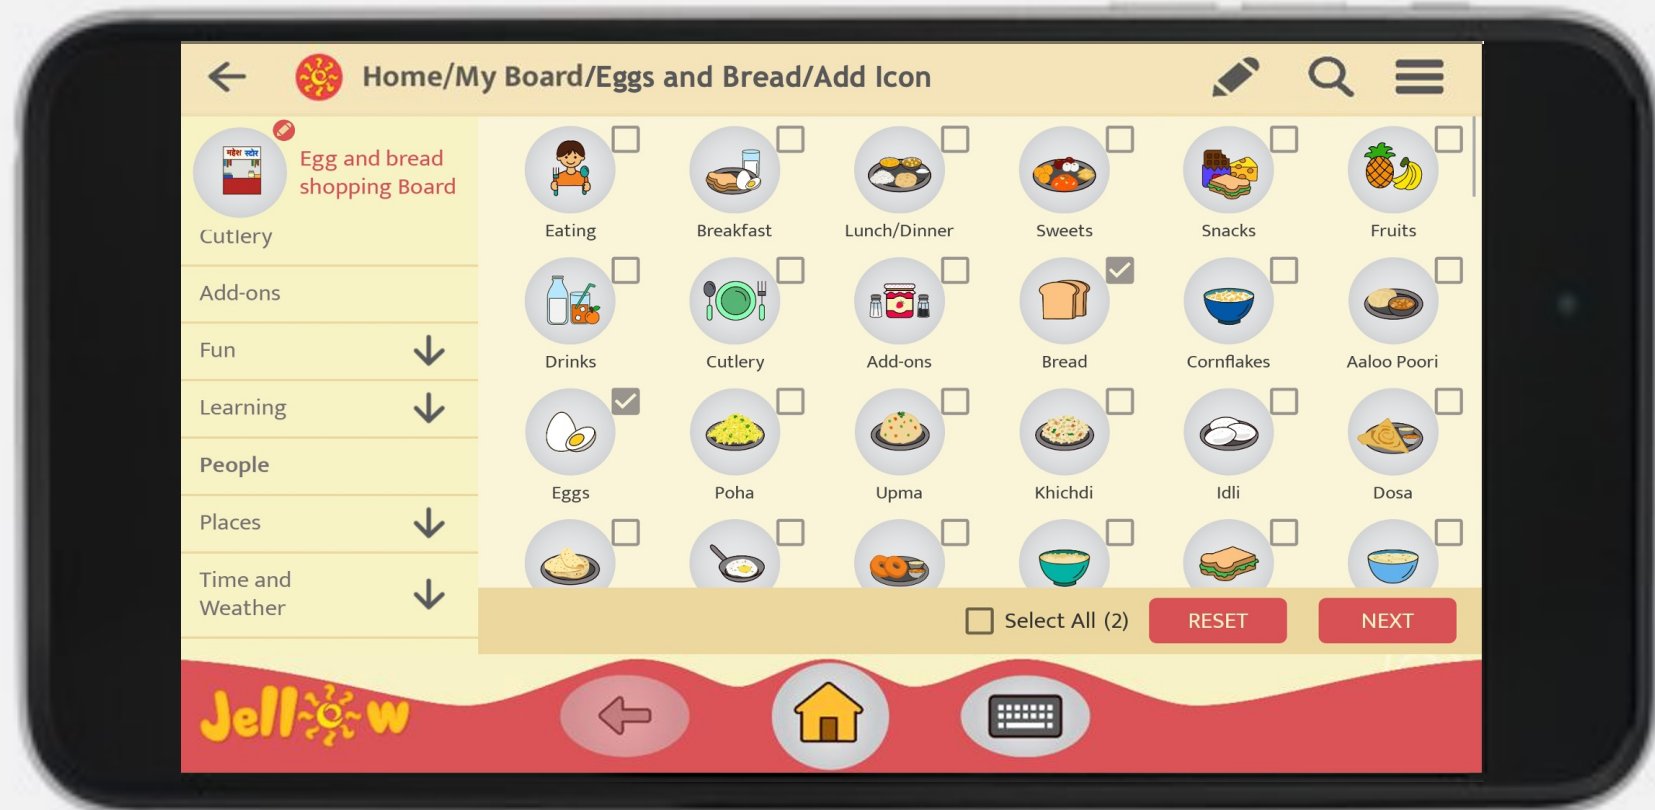 Home/My Board/Eggs and Bread/Add Icon
महेश स्टोर
Egg and bread
shopping Board
Cutlery
Add-ons
Fun
Learning
People
Places
Time and
Weather
Eating
Breakfast
Lunch/Dinner
Sweets
Snacks
Fruits
Drinks
Cutlery
Add-ons
Bread
Cornflakes
Aaloo Poori
Eggs
Poha
Upma
Khichdi
Idli
Dosa
Select All (2)
RESET
NEXT
Jellow